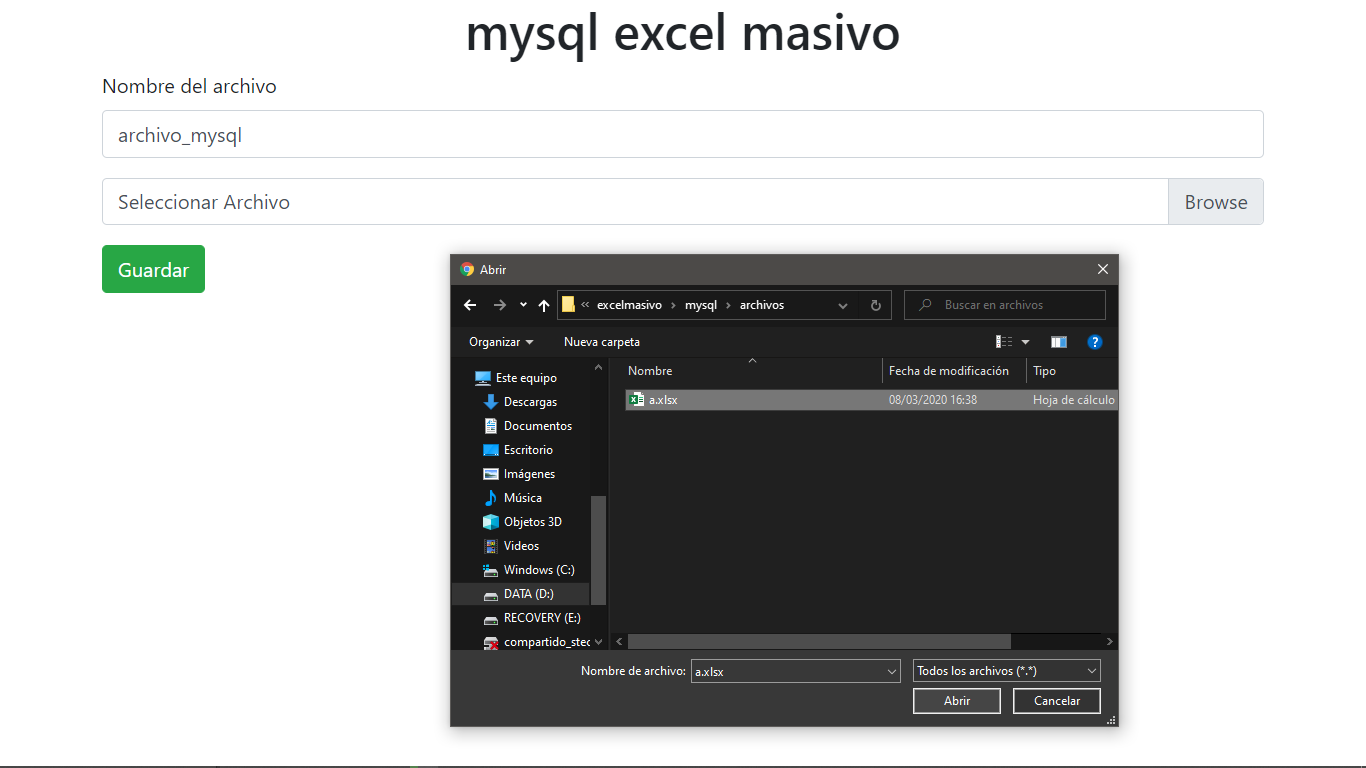 mysql excel masivo
Nombre del archivo
archivo_mysql
Seleccionar Archivo Browse
Guardar
Abrir
« excelmasivo › mysql › archivos
Buscar en archivos
Organizar Nueva carpeta
Este equipo
Descargas
Documentos
Escritorio
Imágenes
Música
Objetos 3D
Videos
Windows (C:)
DATA (D:)
RECOVERY (E:)
compartido_stec
Nombre Fecha de modificación Tipo
a.xlsx 08/03/2020 16:38 Hoja de cálculo
Nombre de archivo: a.xlsx Todos los archivos (*.*)
Abrir Cancelar